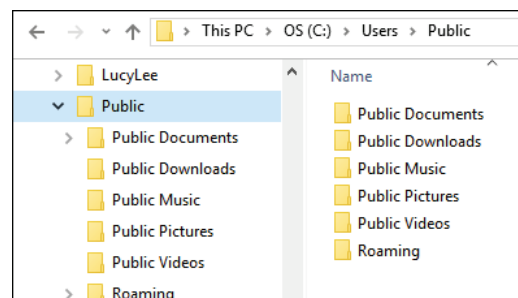 This PC > OS (C:) > Users > Public
LucyLee
Public
Public Documents
Public Downloads
Public Music
Public Pictures
Public Videos
Roaming
Name
Public Documents
Public Downloads
Public Music
Public Pictures
Public Videos
Roaming